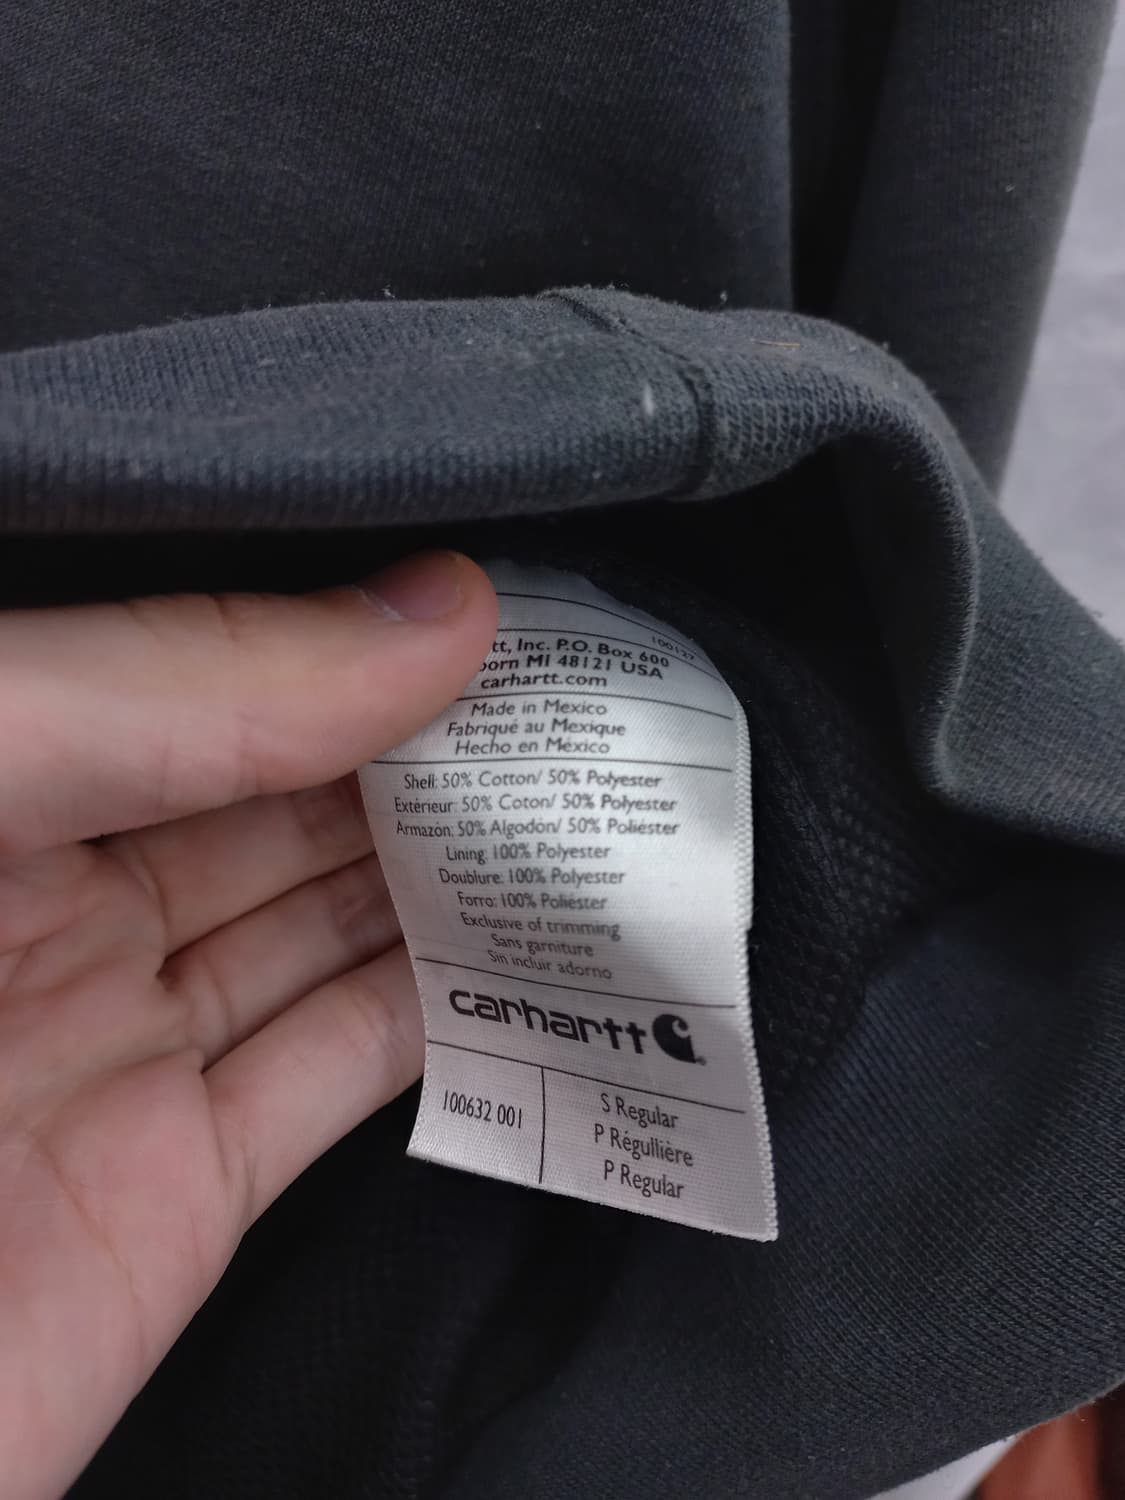 tt, Inc. P.O. Box 600
orn MI 48121 USA
carhartt.com
Made in Mexico
Fabriqué au Mexique
Hecho en México
Shell: 50% Cotton/ 50% Polyester
Extérieur: 50% Coton/ 50% Polyester
Armazón: 50% Algodón/ 50% Poliéster
Lining: 100% Polyester
Doublure: 100% Polyester
Forro: 100% Poliéster
Exclusive of trimming
Sans garniture
Sin incluir adorno
carhartt
100632 001
S Regular
P Régullière
P Regular